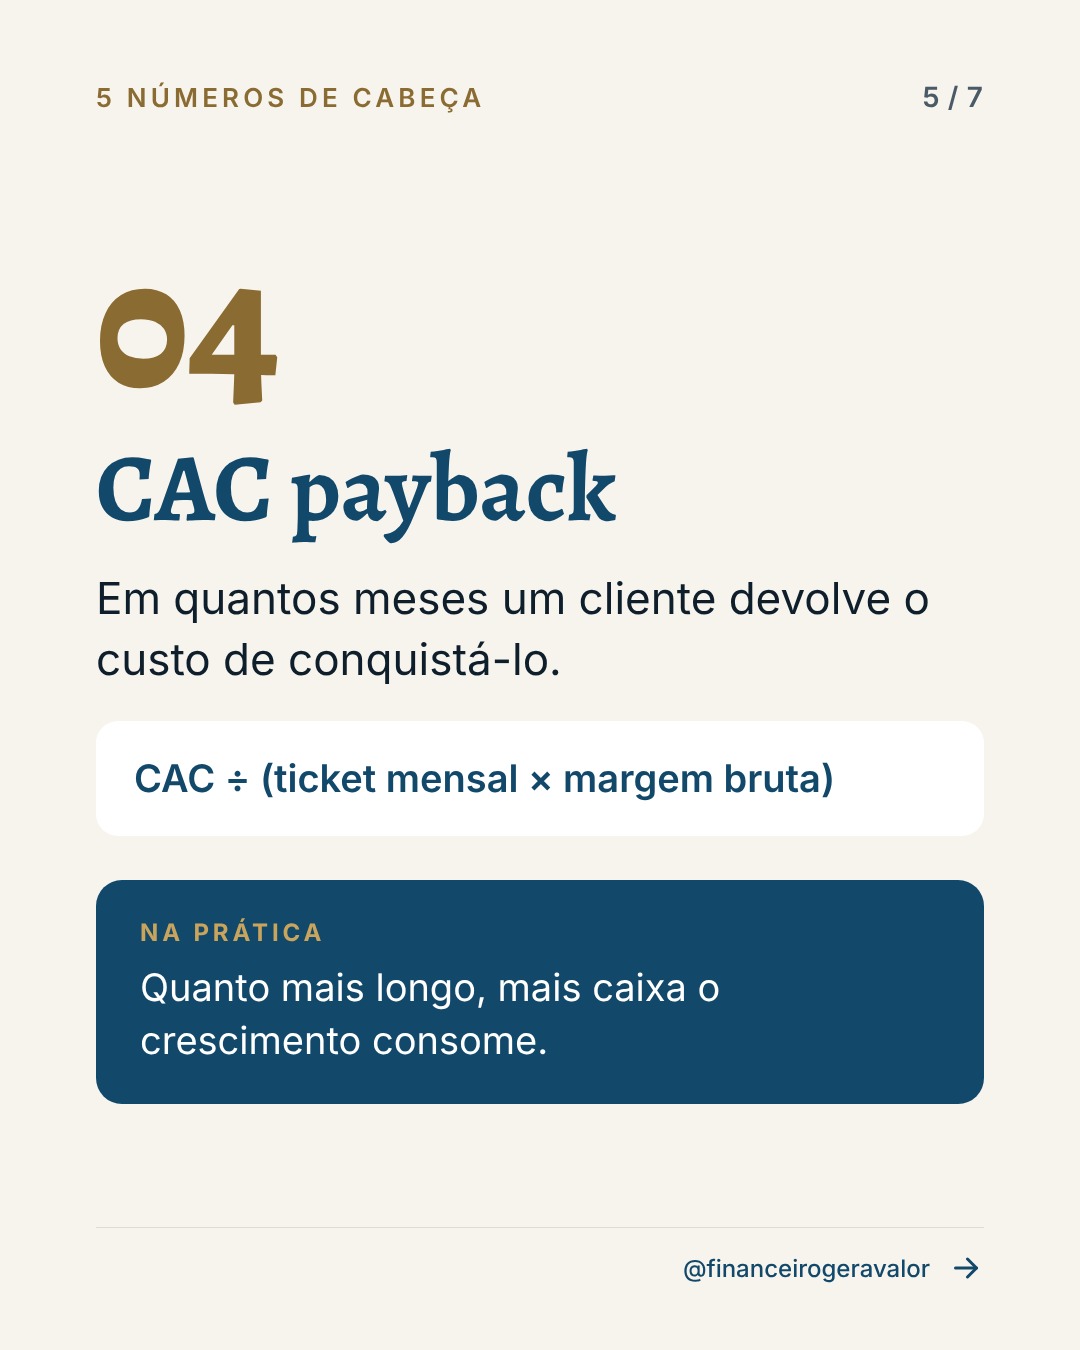 5 NÚMEROS DE CABEÇA
5 / 7
04
CAC payback
Em quantos meses um cliente devolve o
custo de conquistá-lo.
CAC ÷ (ticket mensal × margem bruta)
NA PRÁTICA
Quanto mais longo, mais caixa o
crescimento consome.
@financeirogeravalor →